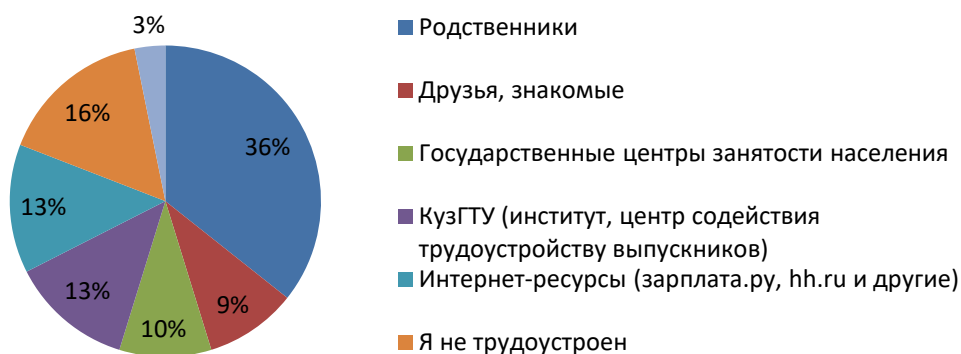 3%
Родственники
Друзья, знакомые
16%
36%
Государственные центры занятости населения
13%
КузГТУ (институт, центр содействия
трудоустройству выпускников)
13%
9%
Интернет-ресурсы (зарплата.ру, hh.ru и другие)
10%
Я не трудоустроен